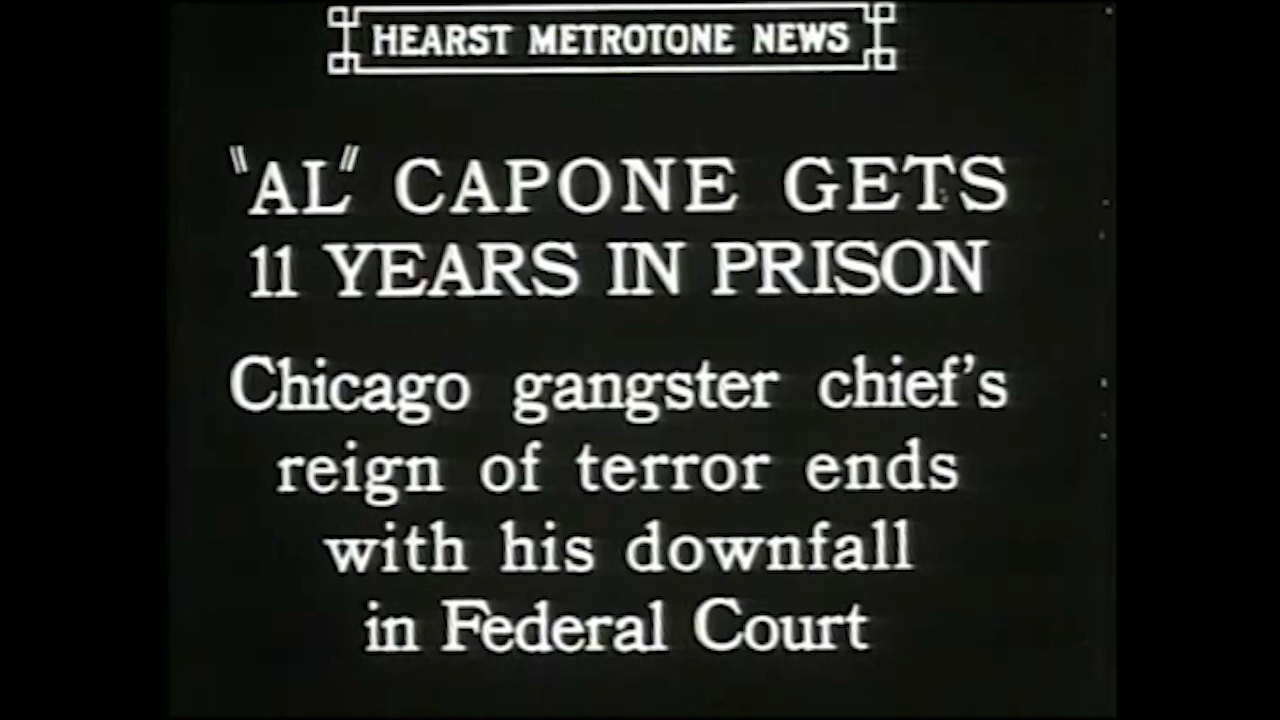 HEARST METROTONE NEWS
"AL" CAPONE GETS
11 YEARS IN PRISON
Chicago gangster chief's
reign of terror ends
with his downfall
in Federal Court